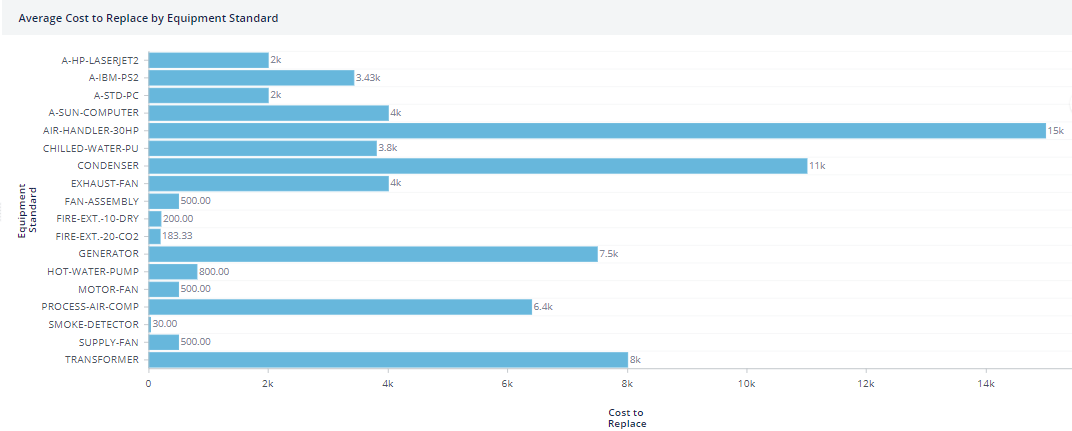 Average Cost to Replace by Equipment Standard
Equipment
Standard
A-HP-LASERJET2 2k
A-IBM-PS2 3.43k
A-STD-PC 2k
A-SUN-COMPUTER 4k
AIR-HANDLER-30HP 15k
CHILLED-WATER-PU 3.8k
CONDENSER 11k
EXHAUST-FAN 4k
FAN-ASSEMBLY 500.00
FIRE-EXT.-10-DRY 200.00
FIRE-EXT.-20-CO2 183.33
GENERATOR 7.5k
HOT-WATER-PUMP 800.00
MOTOR-FAN 500.00
PROCESS-AIR-COMP 6.4k
SMOKE-DETECTOR 30.00
SUPPLY-FAN 500.00
TRANSFORMER 8k
0 2k 4k 6k 8k 10k 12k 14k
Cost to
Replace